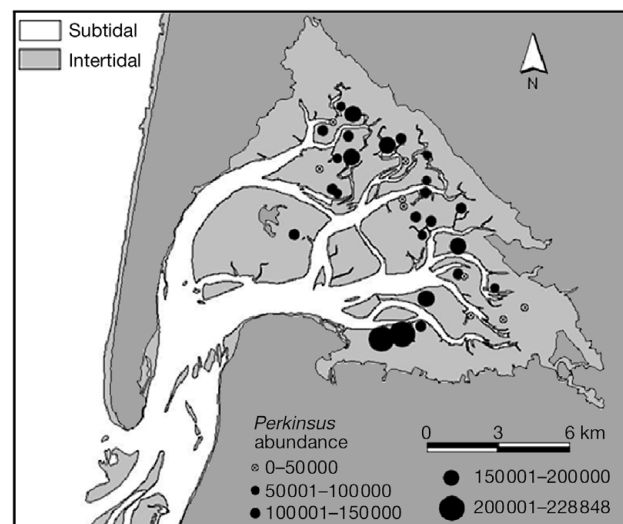 Subtidal
Intertidal
N
Perkinsus
abundance
0–50000
50001–100000
100001–150000
0 3 6 km
150001–200000
200001–228848